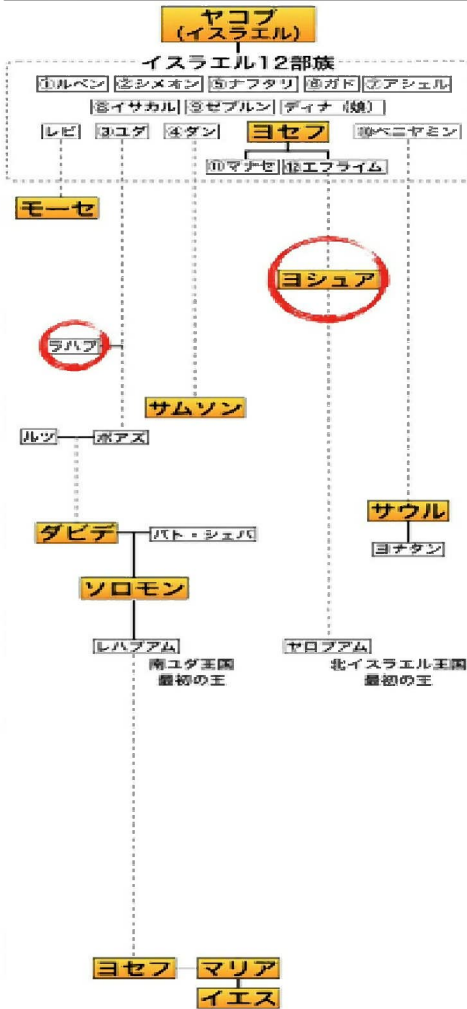 ヤコブ
(イスラエル)
イスラエル12部族
①ルベン ②シメオン ⑤ナフタリ ⑥ガド ⑦アシェル
⑧イサカル ⑨ゼブルン ディナ（娘）
レビ ③ユダ ④ダン ヨセフ ⑩ベニヤミン
⑪マナセ ⑫エフライム
モーセ
ヨシュア
ラハブ
サムソン
ルツ ボアズ
サウル
ダビデ バト・シェバ
ヨナタン
ソロモン
レハブアム ヤロブアム
南ユダ王国 北イスラエル王国
最初の王 最初の王
ヨセフ マリア
イエス